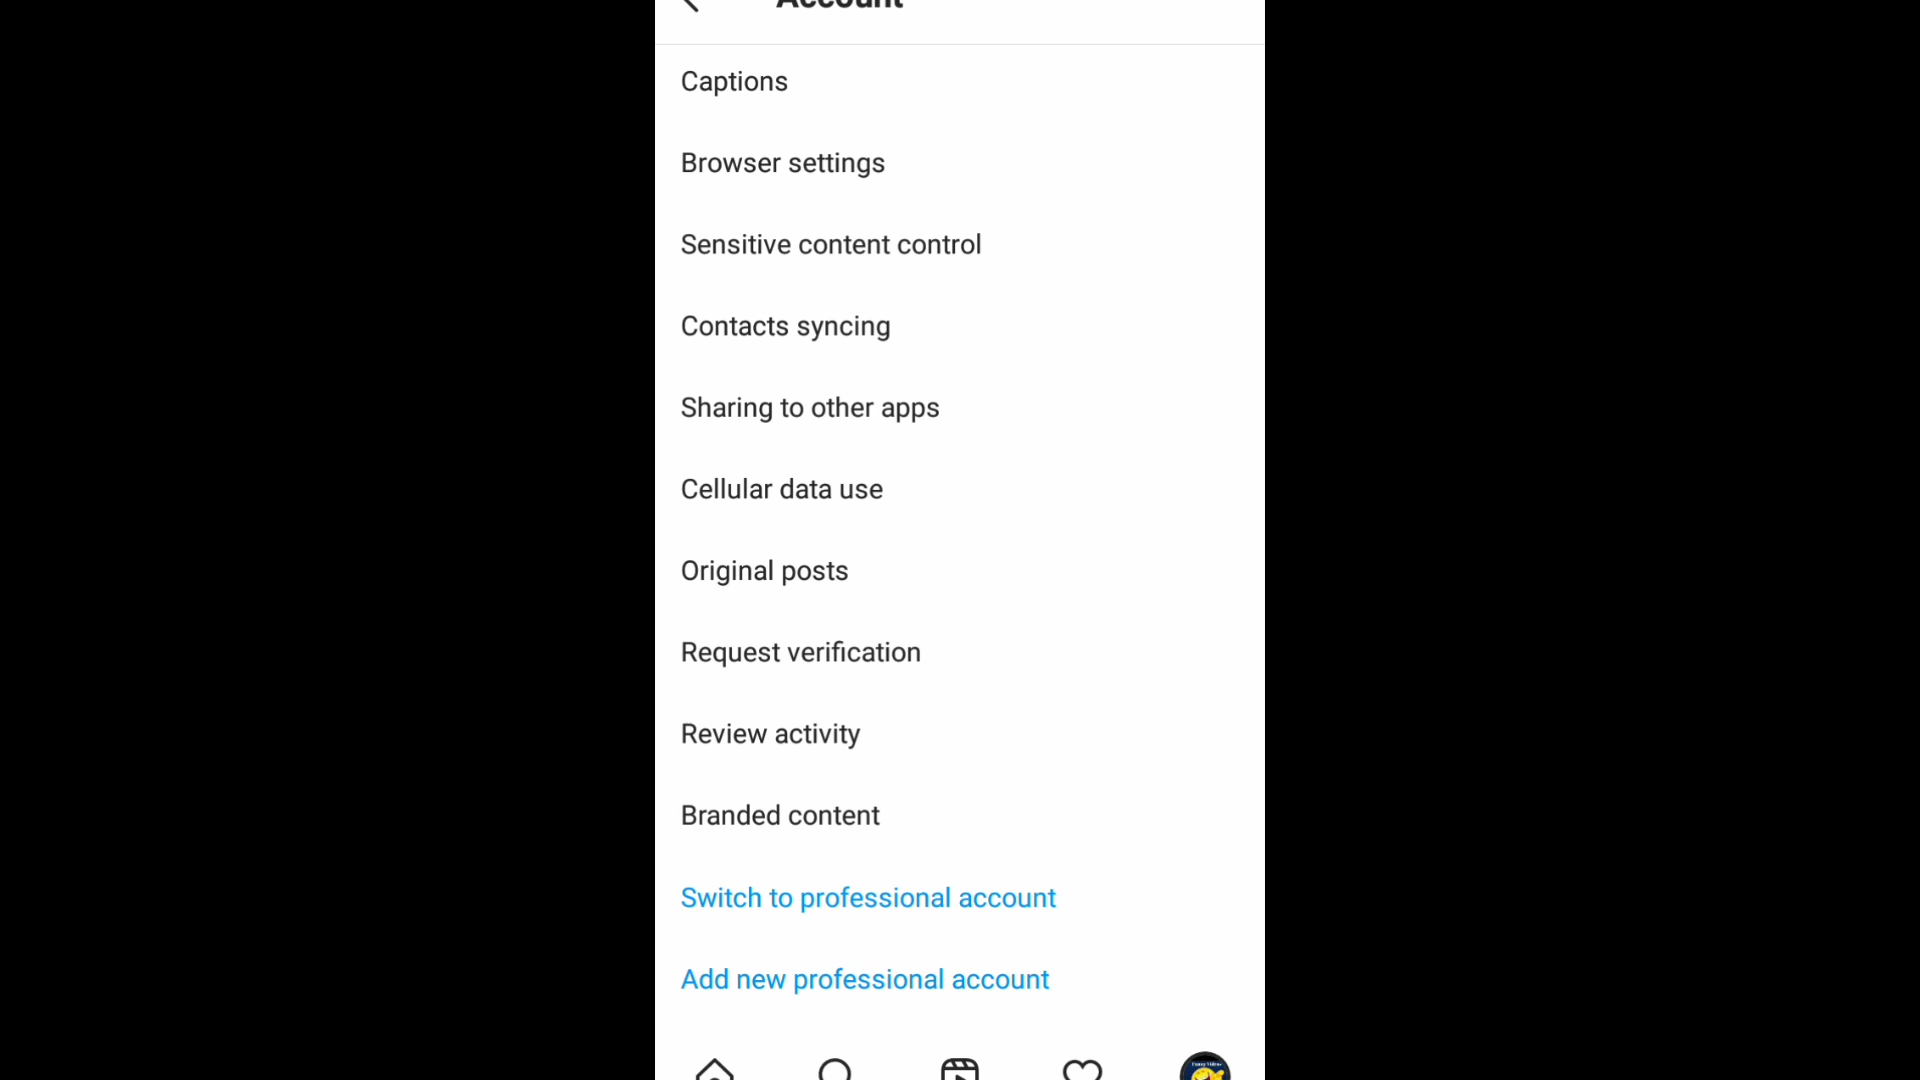 Account
Captions
Browser settings
Sensitive content control
Contacts syncing
Sharing to other apps
Cellular data use
Original posts
Request verification
Review activity
Branded content
Switch to professional account
Add new professional account